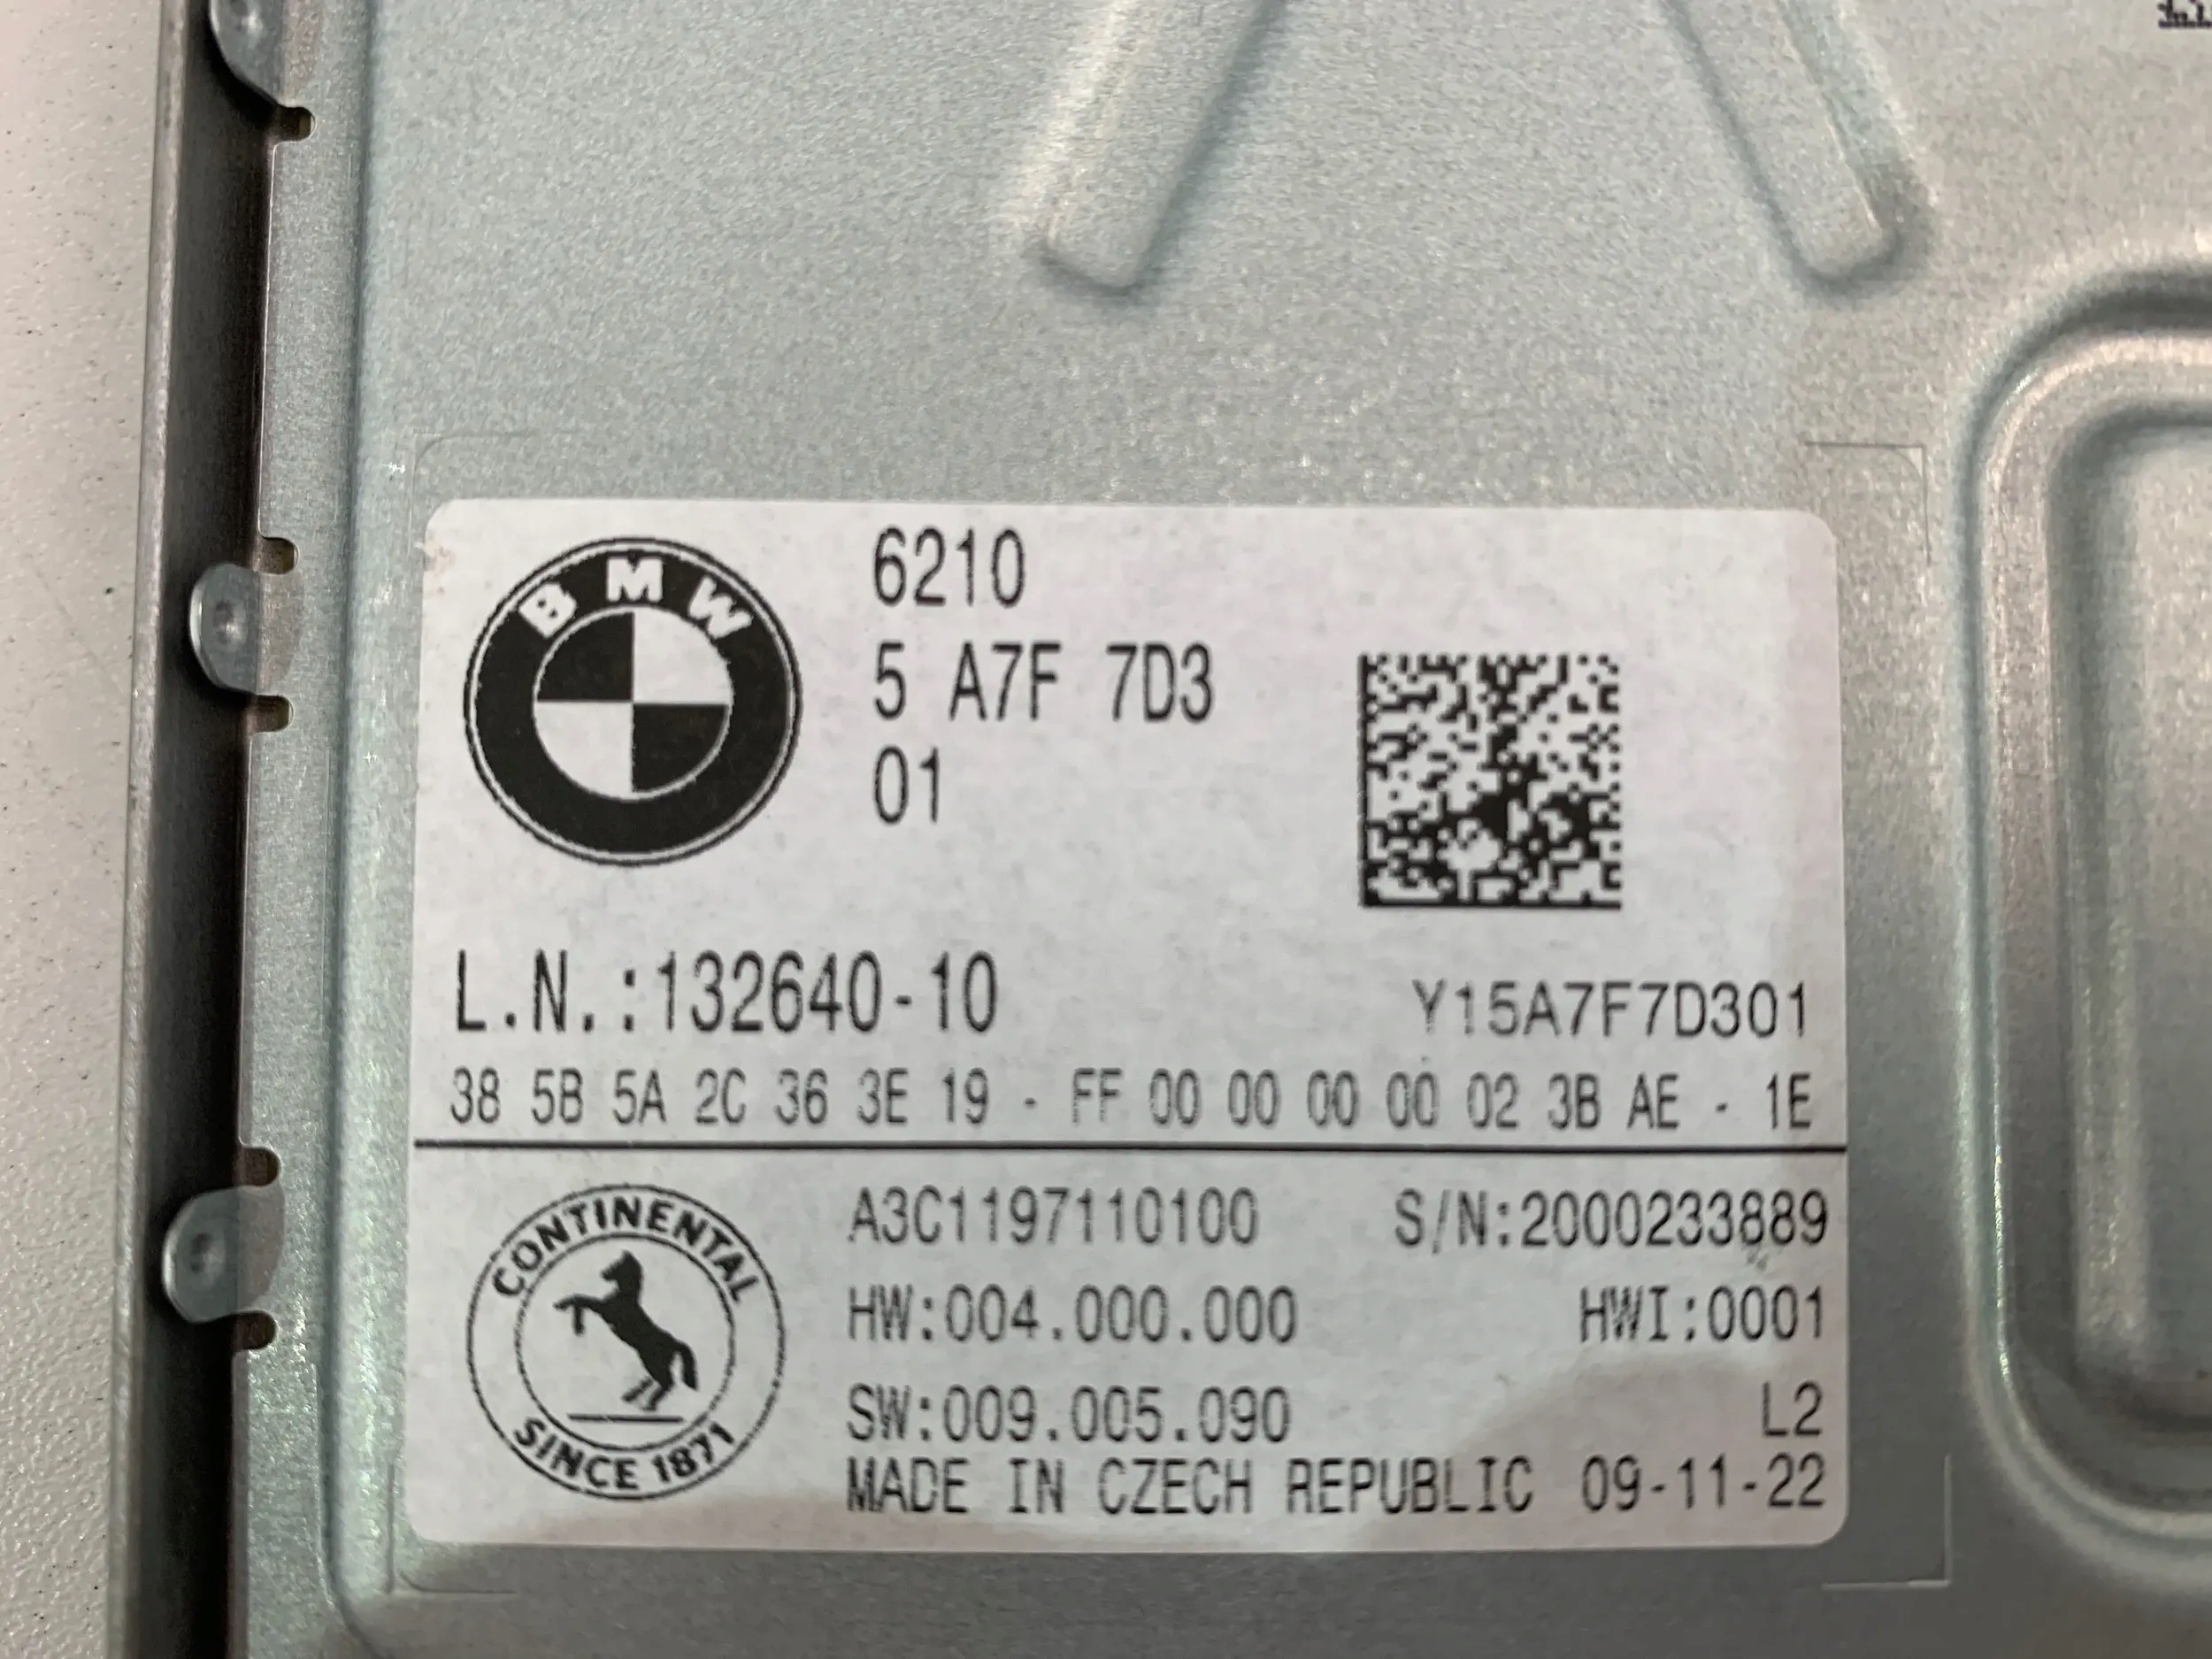 BMW
6210
5 A7F 7D3
01
L.N.:132640-10
Y15A7F7D301
38 5B 5A 2C 36 3E 19 - FF 00 00 00 00 02 3B AE - 1E
CONTINENTAL
SINCE 1871
A3C1197110100 S/N:2000233889
HW:004.000.000 HWI:0001
SW:009.005.090 L2
MADE IN CZECH REPUBLIC 09-11-22